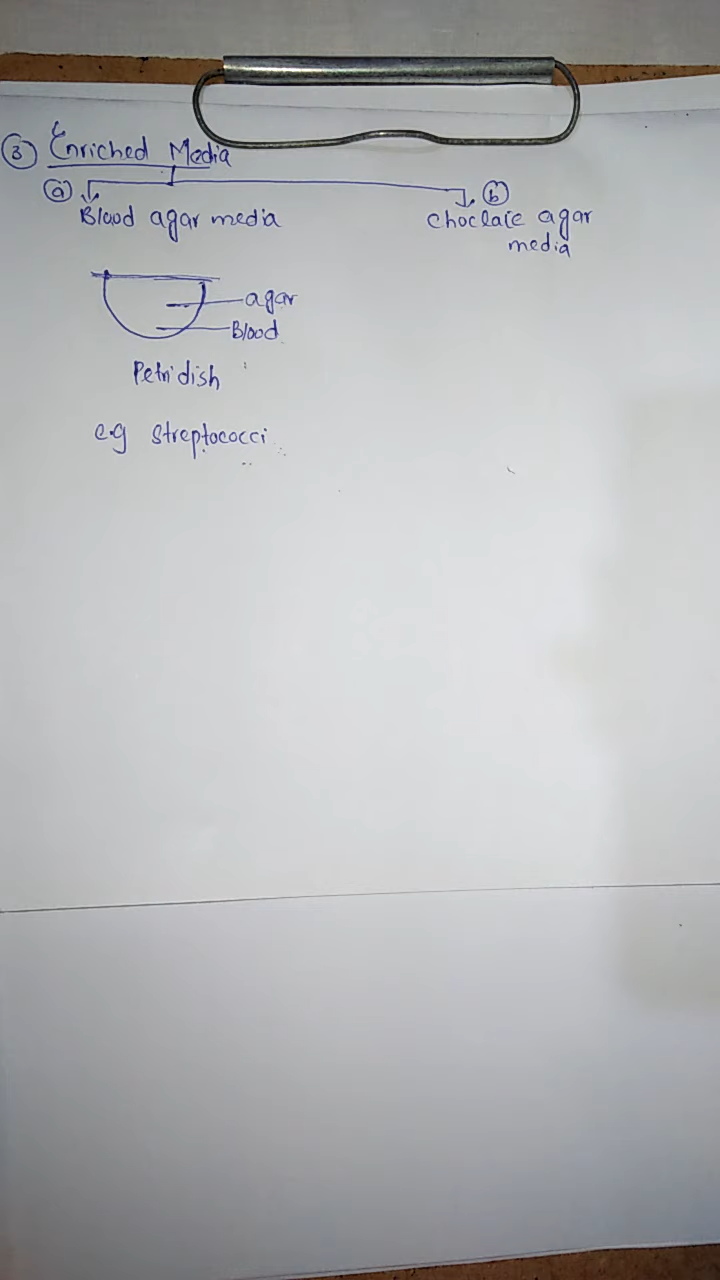 3 Enriched Media
a b
Blood agar media
Choclate agar
media
agar
Blood
Petri dish
e.g Streptococci